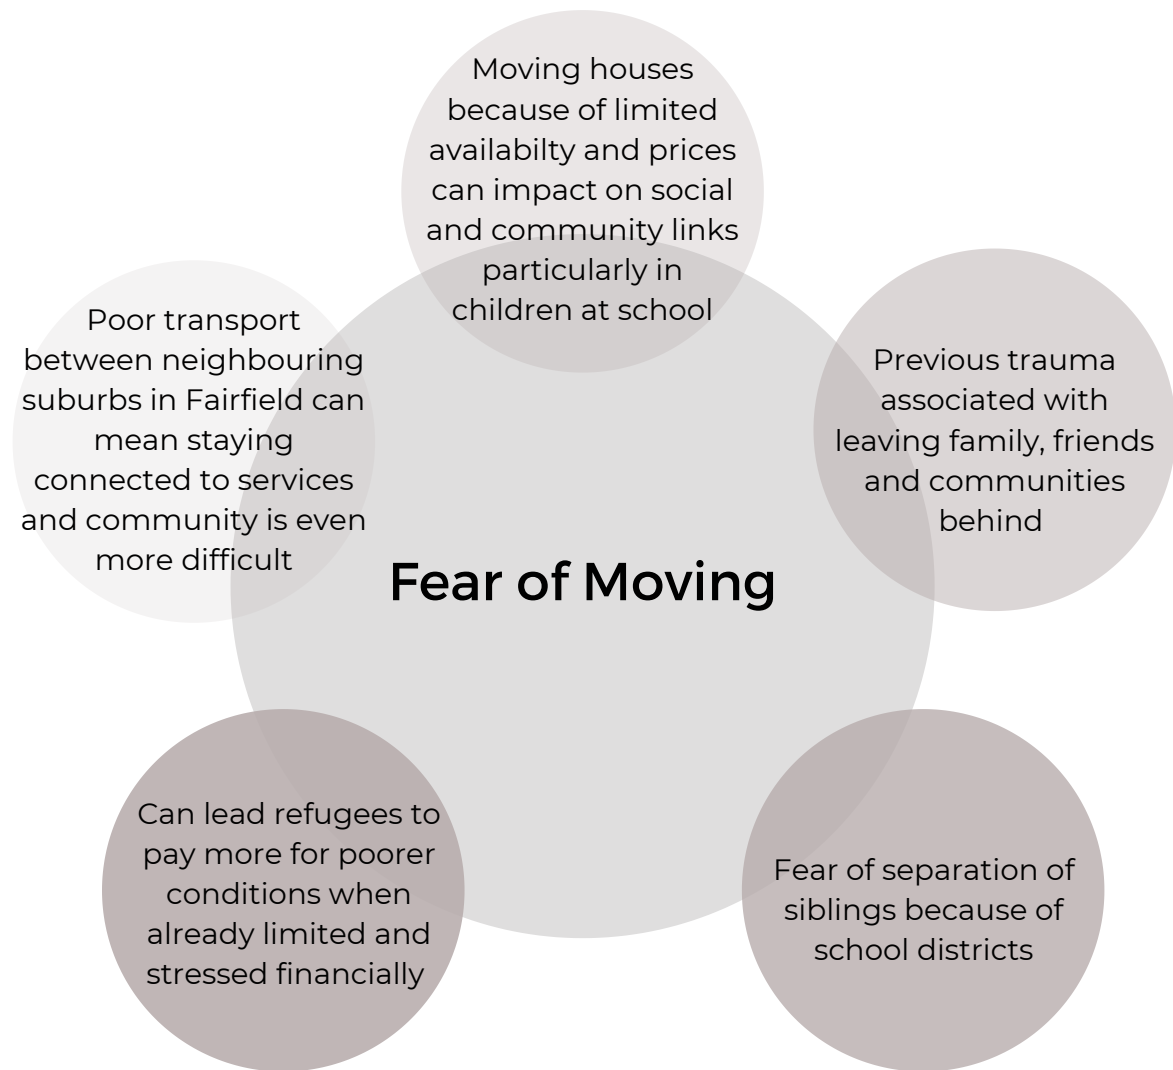 Moving houses
because of limited
availabilty and prices
can impact on social
and community links
particularly in
children at school
Poor transport
between neighbouring
suburbs in Fairfield can
mean staying
connected to services
and community is even
more difficult
Previous trauma
associated with
leaving family, friends
and communities
behind
Fear of Moving
Can lead refugees to
pay more for poorer
conditions when
already limited and
stressed financially
Fear of separation of
siblings because of
school districts